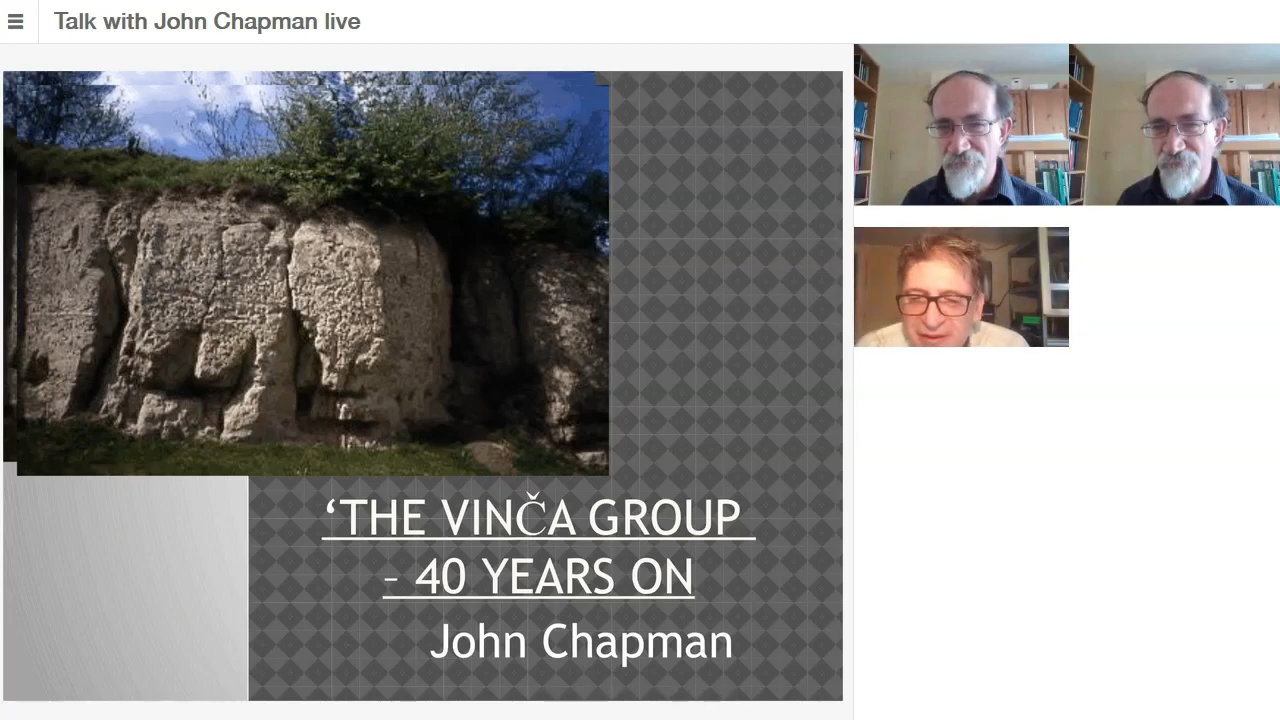 Talk with John Chapman live
‘THE VINČA GROUP
– 40 YEARS ON
John Chapman